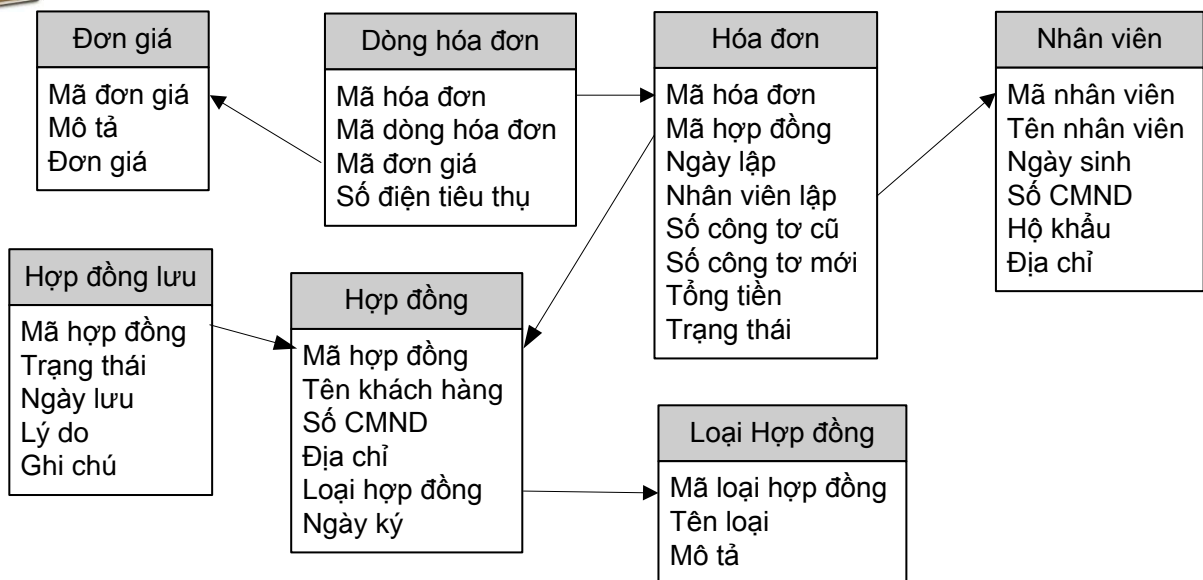 Đơn giá
Mã đơn giá
Mô tả
Đơn giá
Dòng hóa đơn
Mã hóa đơn
Mã dòng hóa đơn
Mã đơn giá
Số điện tiêu thụ
Hóa đơn
Mã hóa đơn
Mã hợp đồng
Ngày lập
Nhân viên lập
Số công tơ cũ
Số công tơ mới
Tổng tiền
Trạng thái
Nhân viên
Mã nhân viên
Tên nhân viên
Ngày sinh
Số CMND
Hộ khẩu
Địa chỉ
Hợp đồng lưu
Mã hợp đồng
Trạng thái
Ngày lưu
Lý do
Ghi chú
Hợp đồng
Mã hợp đồng
Tên khách hàng
Số CMND
Địa chỉ
Loại hợp đồng
Ngày ký
Loại Hợp đồng
Mã loại hợp đồng
Tên loại
Mô tả